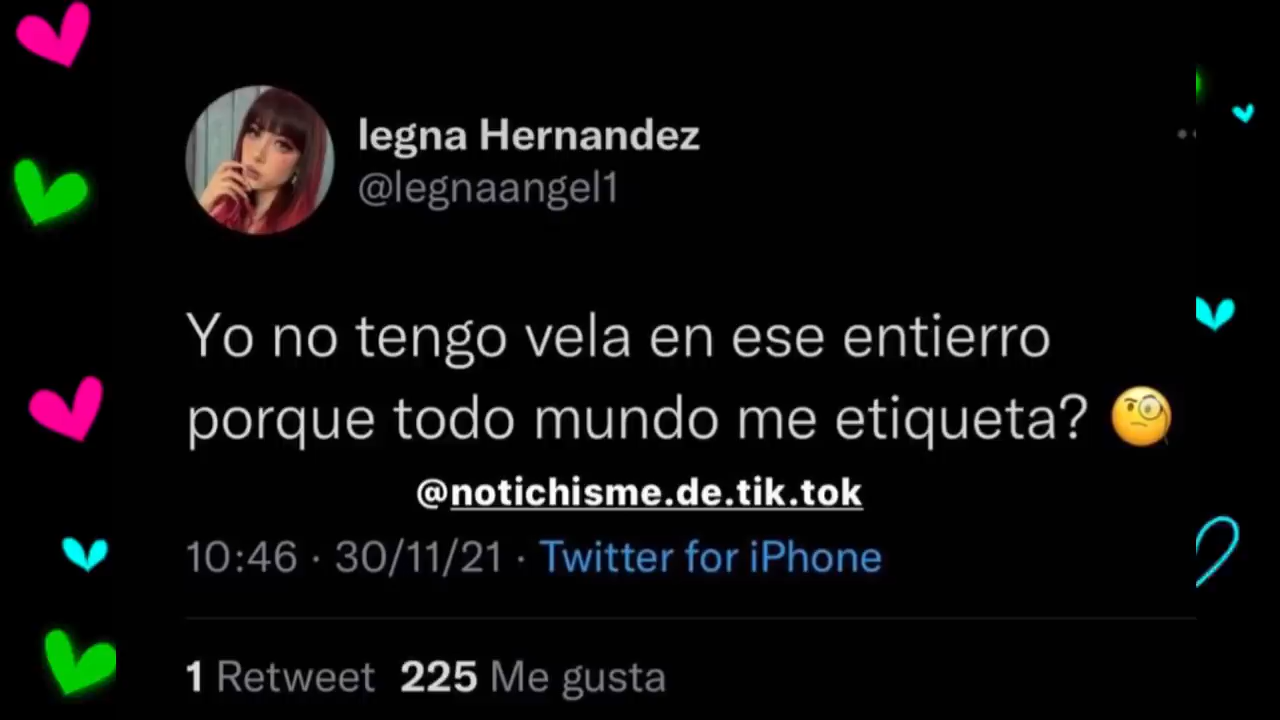 legna Hernandez
@legnaangel1
Yo no tengo vela en ese entierro
porque todo mundo me etiqueta? 🧐
@notichisme.de.tik.tok
10:46 · 30/11/21 · Twitter for iPhone
1 Retweet 225 Me gusta